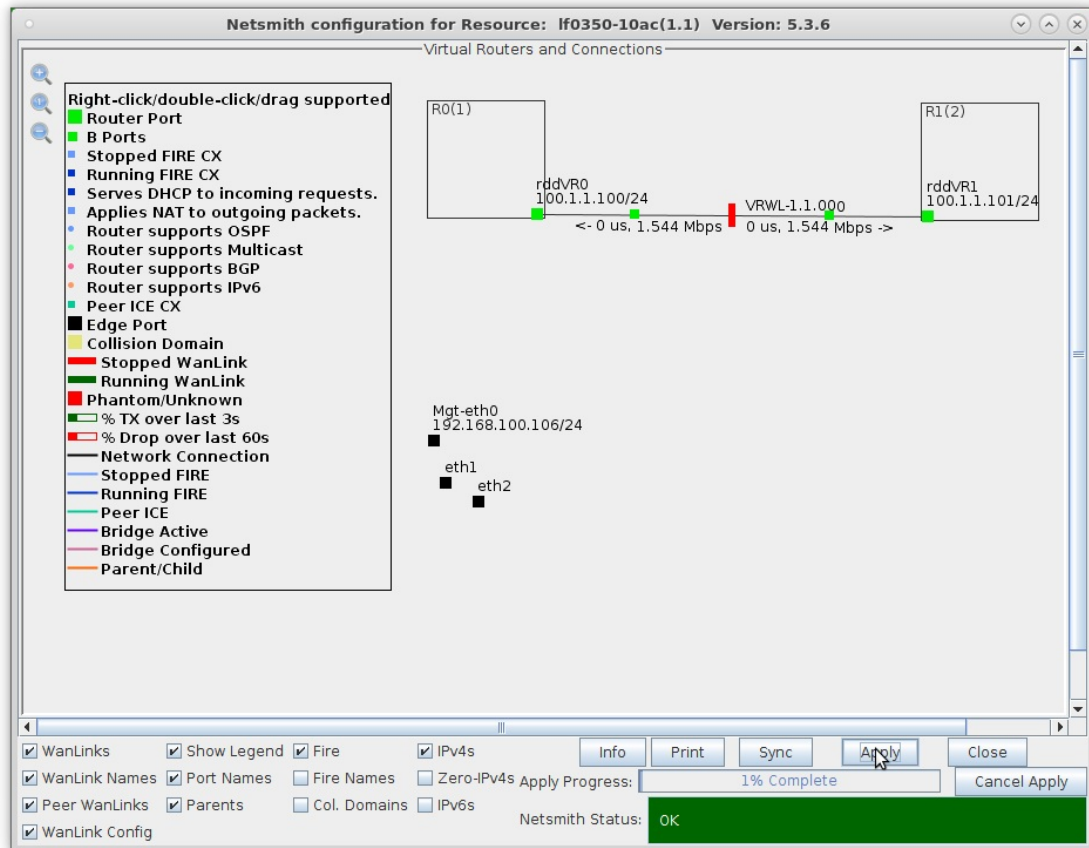 Netsmith configuration for Resource: lf0350-10ac(1.1) Version: 5.3.6
Virtual Routers and Connections
Right-click/double-click/drag supported
Router Port
B Ports
Stopped FIRE CX
Running FIRE CX
Serves DHCP to incoming requests.
Applies NAT to outgoing packets.
Router supports OSPF
Router supports Multicast
Router supports BGP
Router supports IPv6
Peer ICE CX
Edge Port
Collision Domain
Stopped WanLink
Running WanLink
Phantom/Unknown
% TX over last 3s
% Drop over last 60s
Network Connection
Stopped FIRE
Running FIRE
Peer ICE
Bridge Active
Bridge Configured
Parent/Child
R0(1)
rddVR0
100.1.1.100/24
VRWL-1.1.000
<- 0 us, 1.544 Mbps
0 us, 1.544 Mbps ->
R1(2)
rddVR1
100.1.1.101/24
Mgt-eth0
192.168.100.106/24
eth1
eth2
WanLinks Show Legend Fire IPv4s Info Print Sync Apply Close
WanLink Names Port Names Fire Names Zero-IPv4s Apply Progress: 1% Complete Cancel Apply
Peer WanLinks Parents Col. Domains IPv6s Netsmith Status: OK
WanLink Config